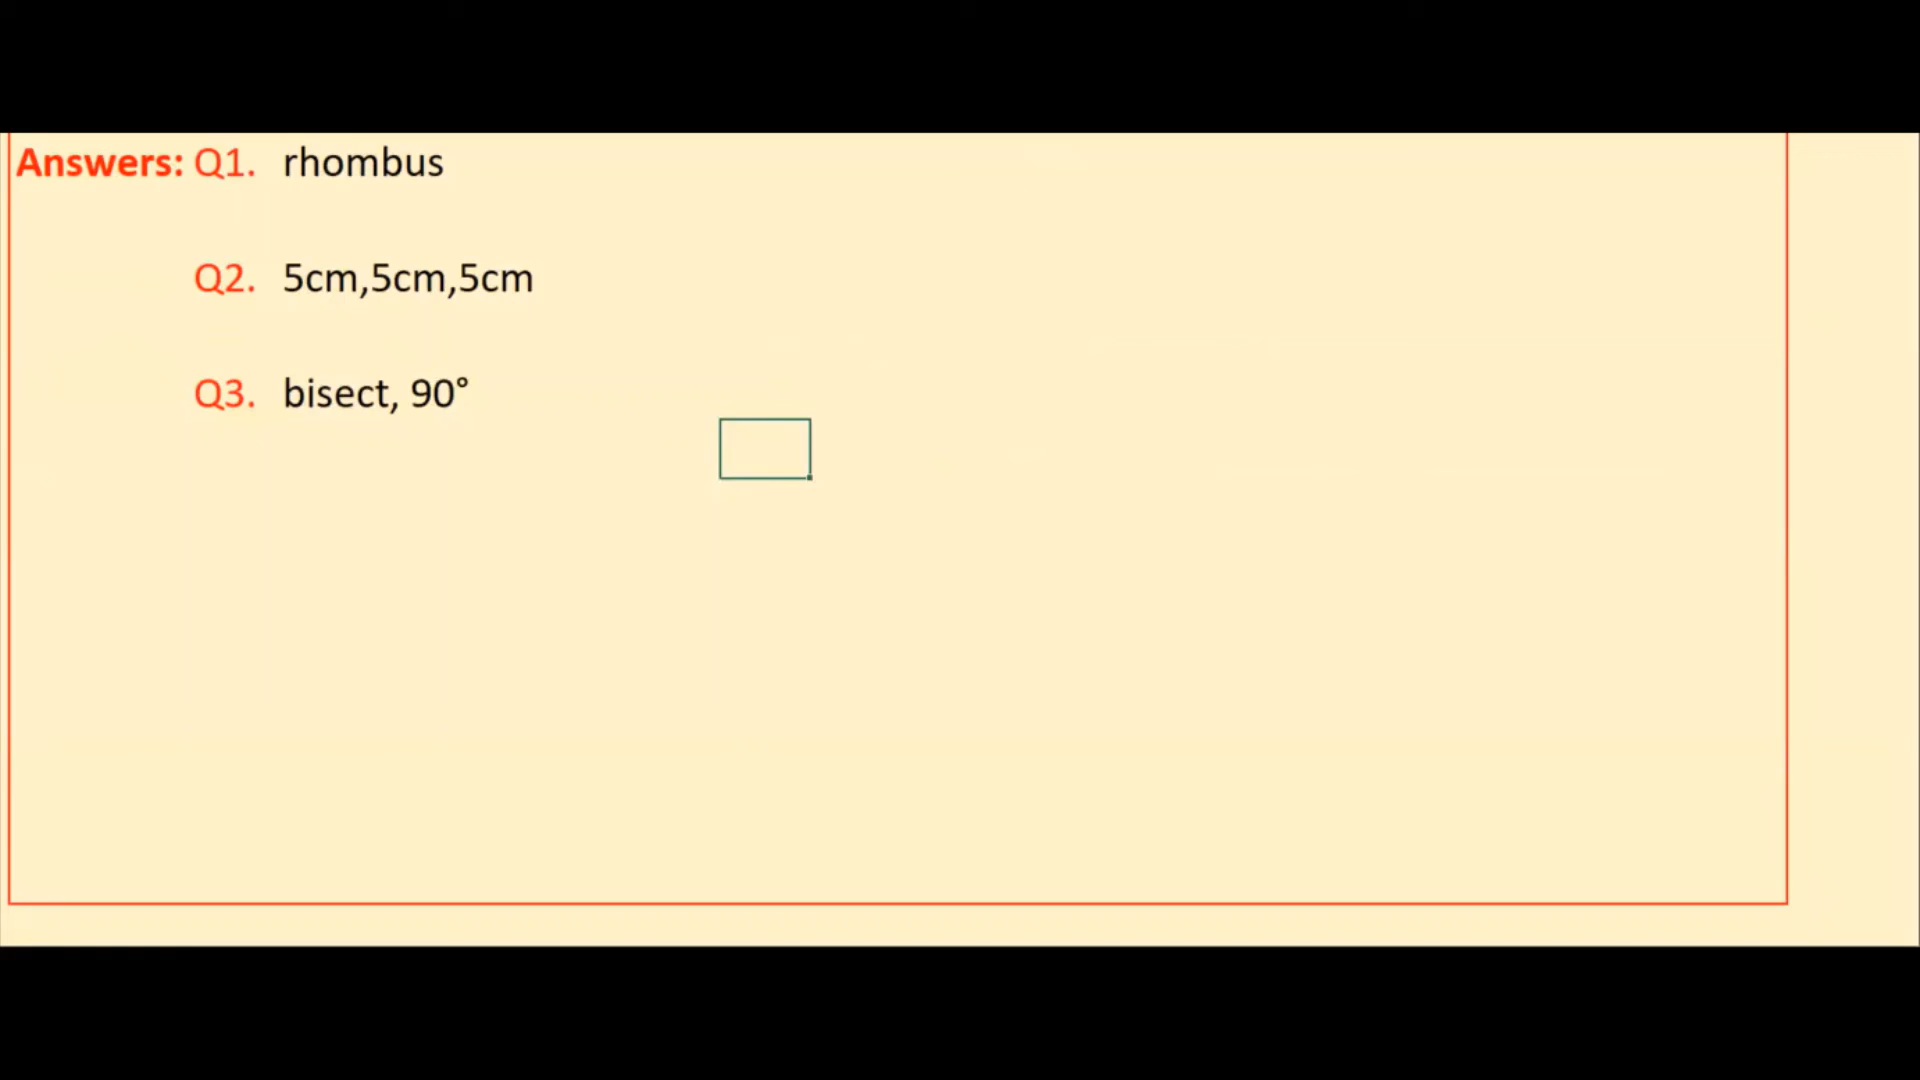 Answers: Q1. rhombus
Q2. 5cm,5cm,5cm
Q3. bisect, 90°